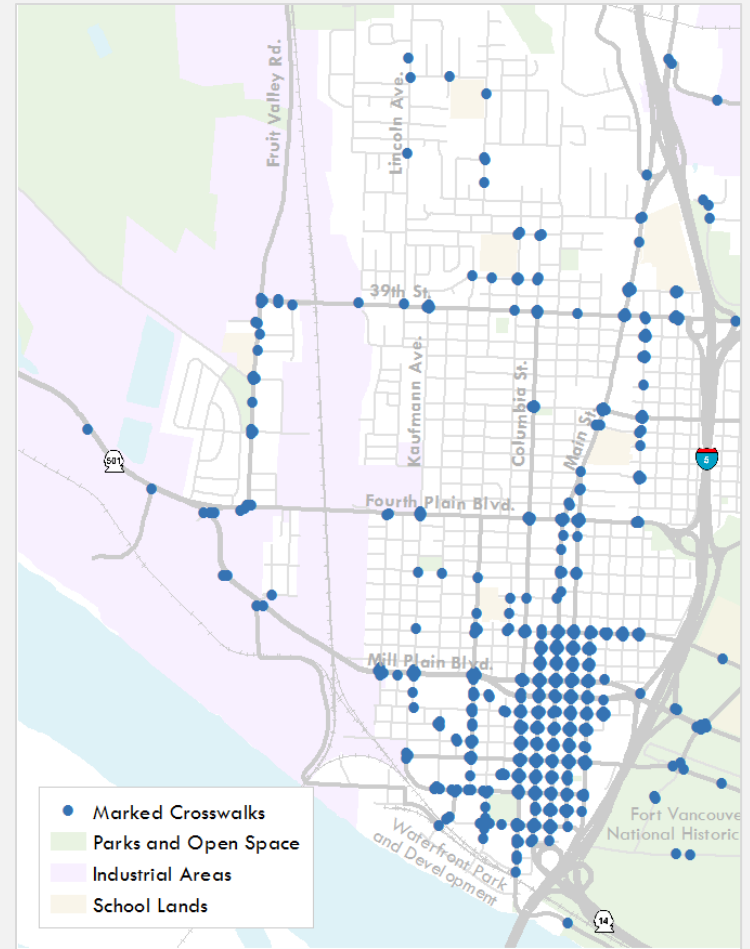 Fruit Valley Rd.
Lincoln Ave.
39th St.
Kaufmann Ave.
Columbia St.
Main St.
501
5
Fourth Plain Blvd.
Mill Plain Blvd.
Marked Crosswalks
Parks and Open Space
Industrial Areas
School Lands
Waterfront Park
and Development
Fort Vancouve
National Historic
14